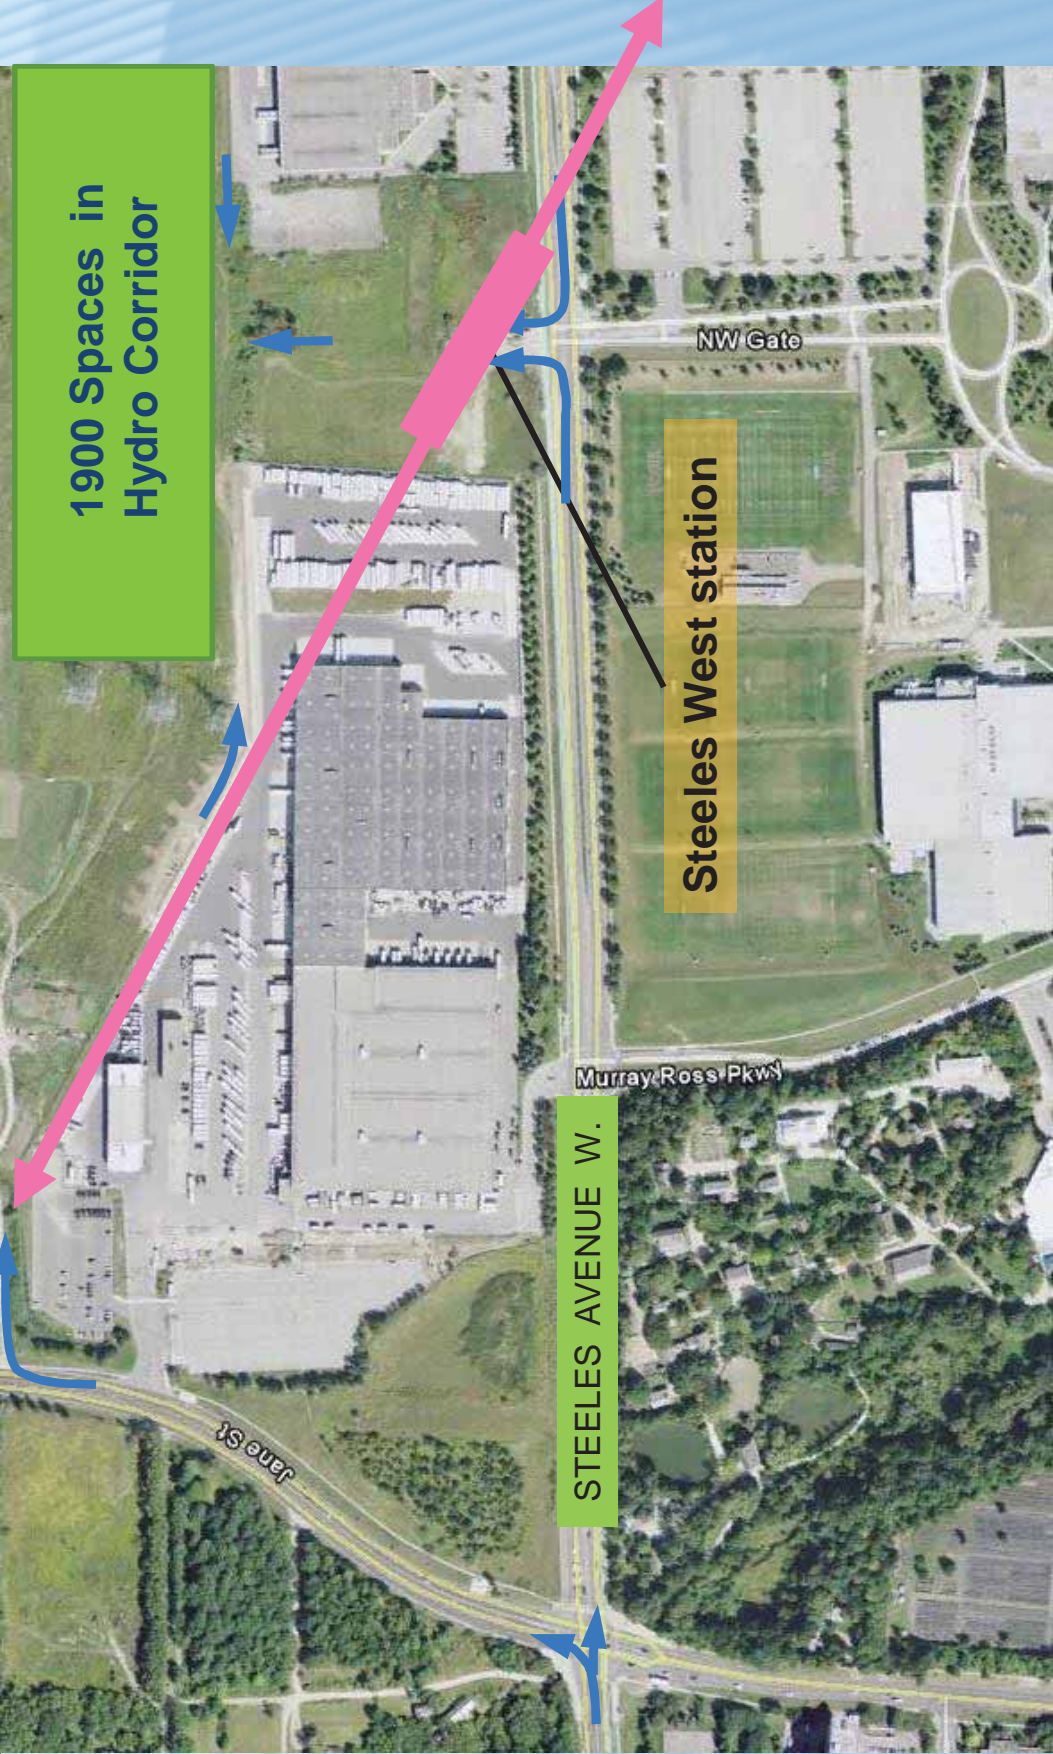 1900 Spaces in
Hydro Corridor
NW Gate
Steeles West station
Murray Ross Pkwy
STEELES AVENUE W.
Jane St